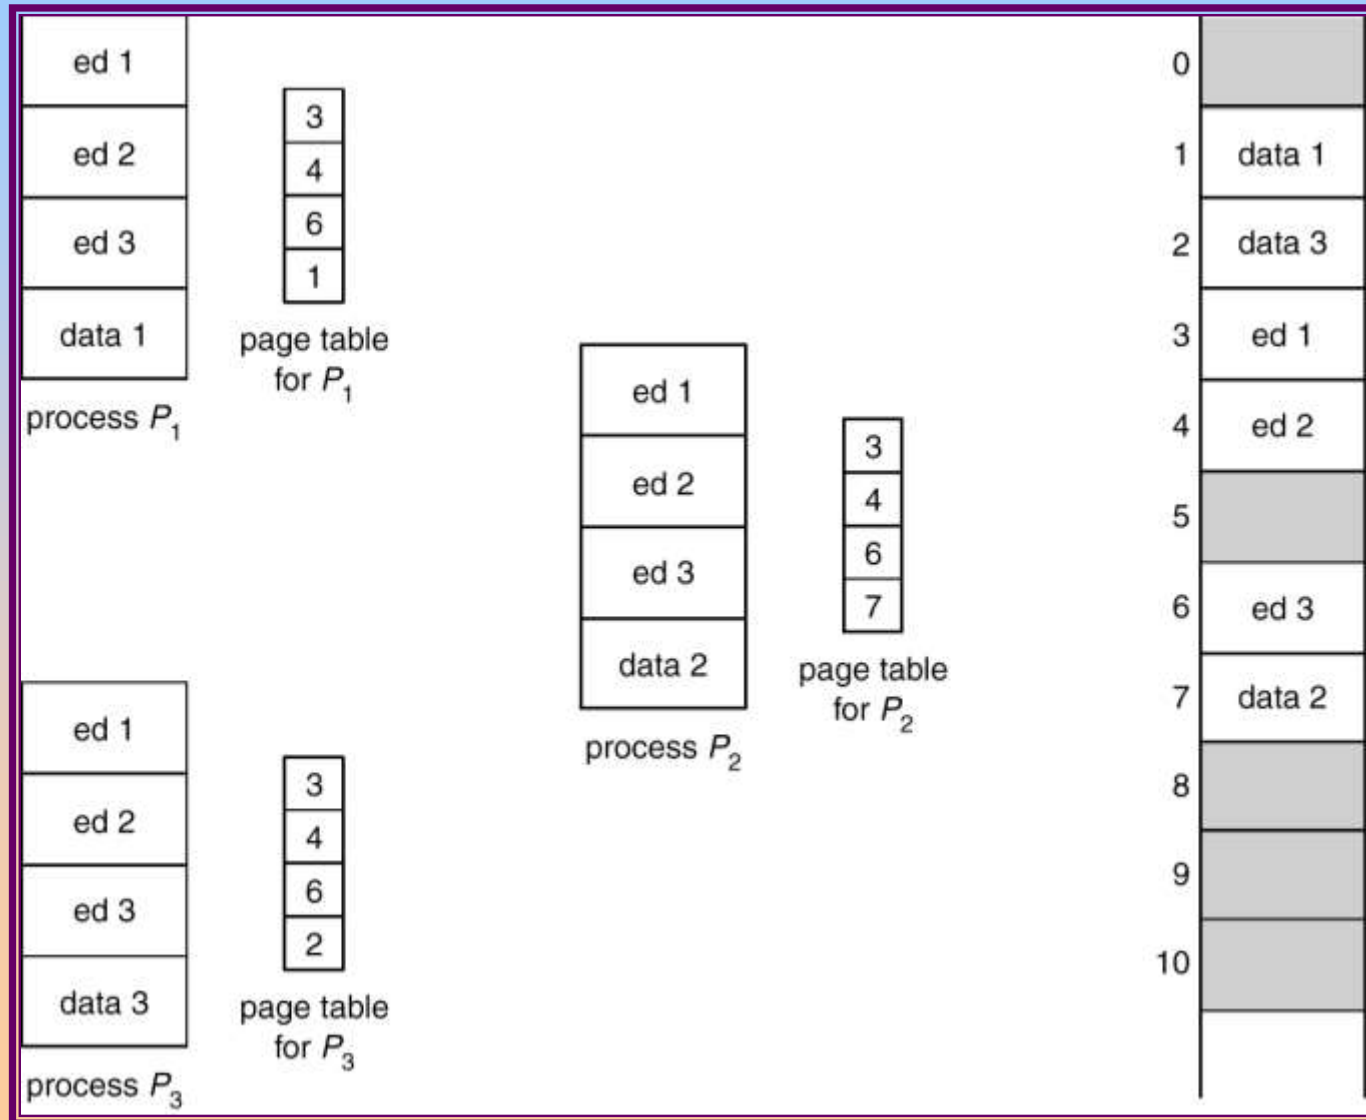 ed 1
ed 2
ed 3
data 1
process P1
3
4
6
1
page table
for P1
ed 1
ed 2
ed 3
data 2
process P2
3
4
6
7
page table
for P2
ed 1
ed 2
ed 3
data 3
process P3
3
4
6
2
page table
for P3
0
1 data 1
2 data 3
3 ed 1
4 ed 2
5
6 ed 3
7 data 2
8
9
10